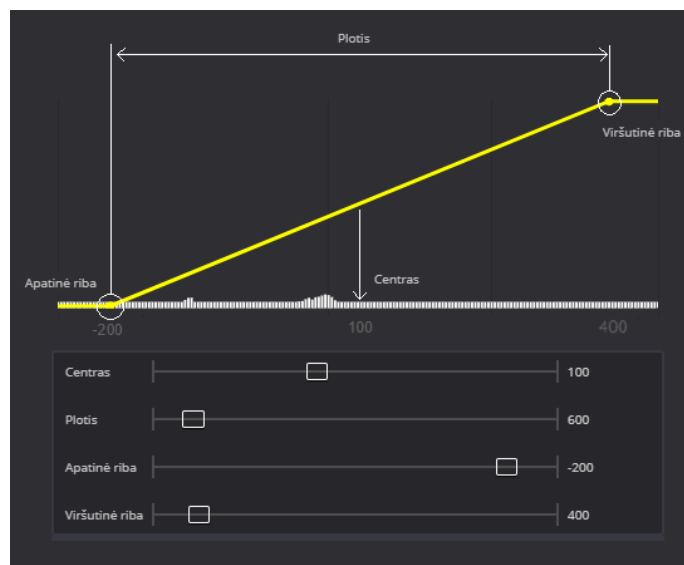 Plotis
Viršutinė riba
Apatinė riba
Centras
-200
100
400
Centras
100
Plotis
600
Apatinė riba
-200
Viršutinė riba
400